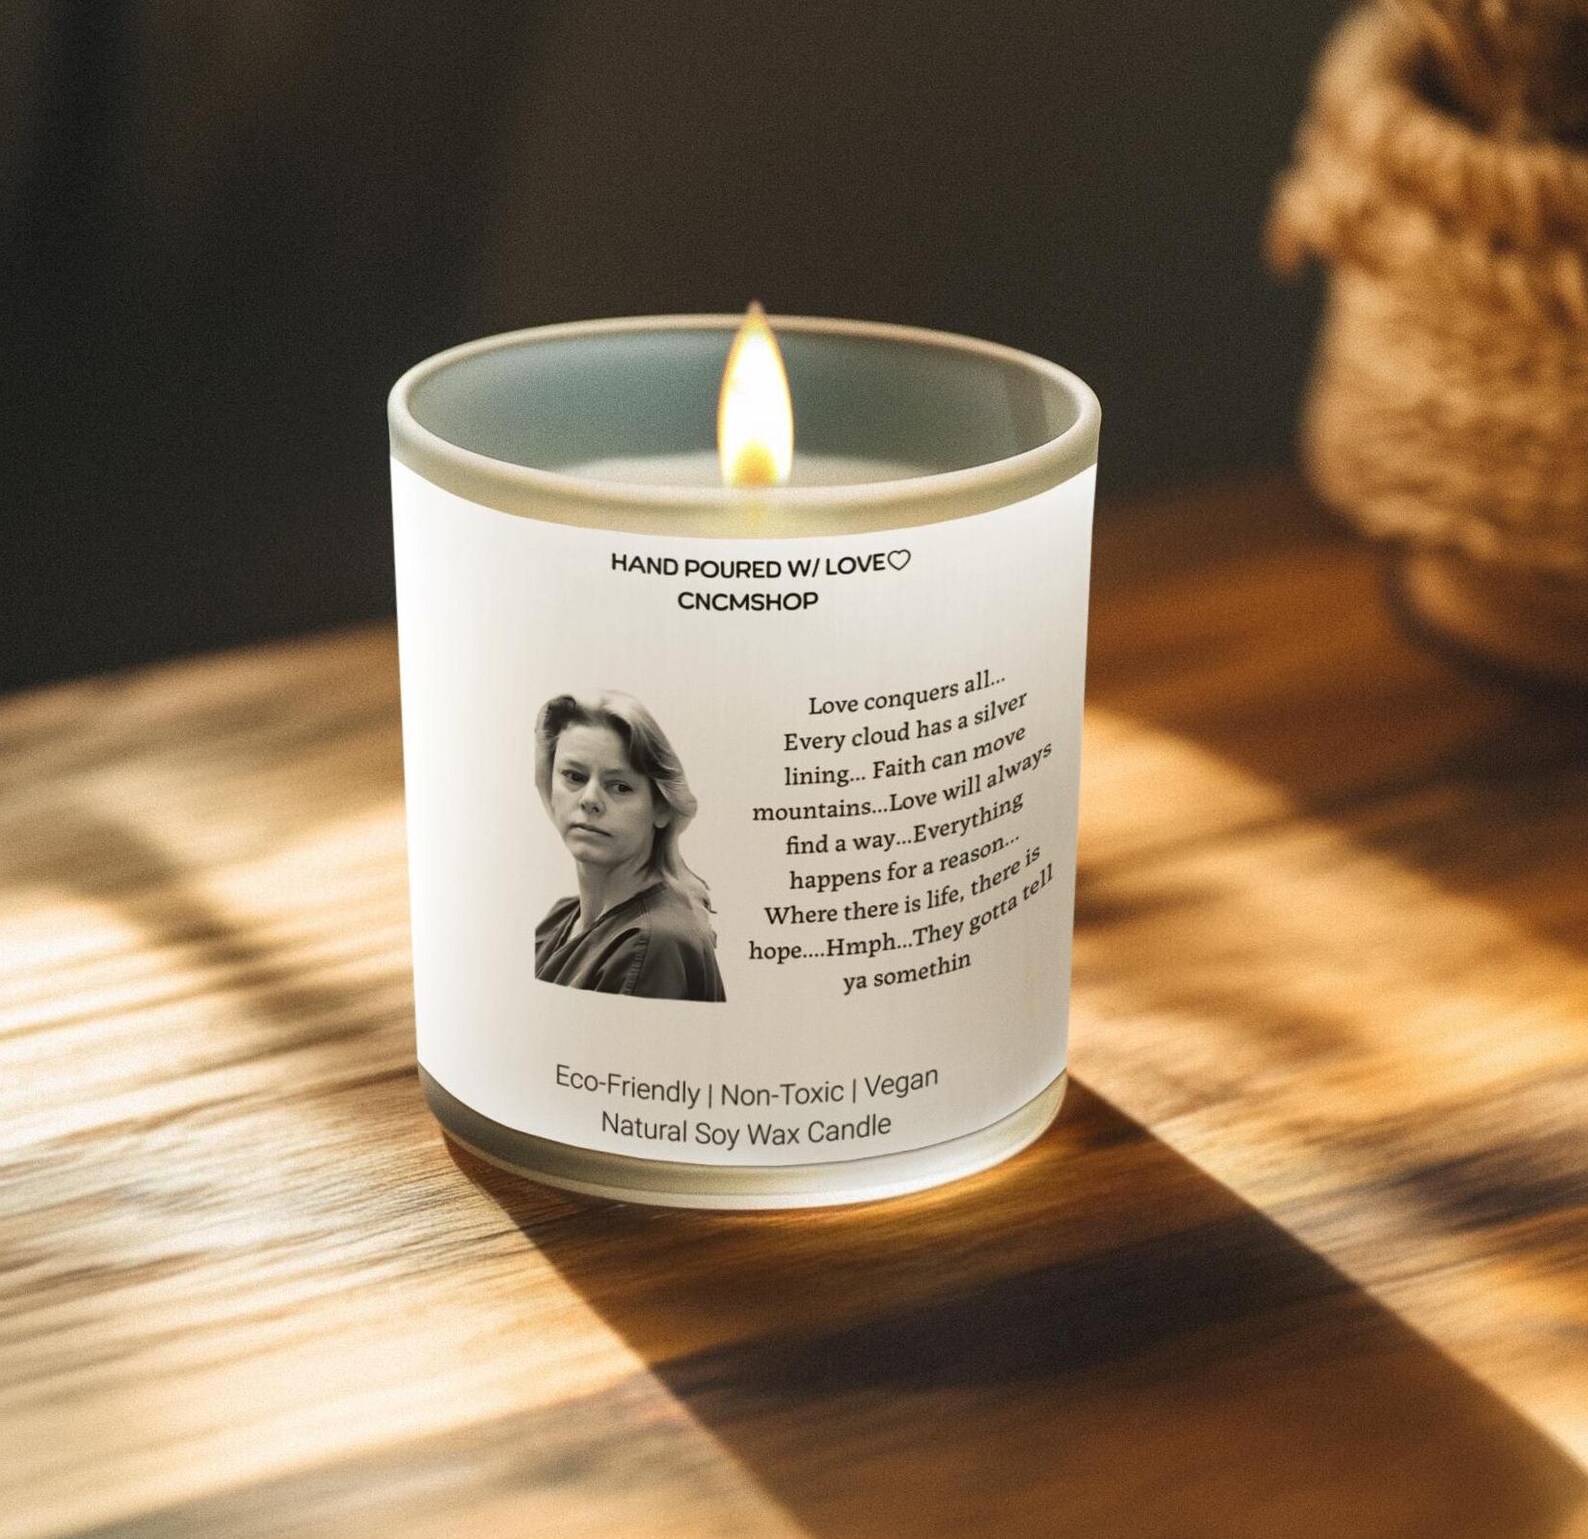 HAND POURED W/ LOVE♡
CNCMSHOP
Love conquers all...
Every cloud has a silver
lining... Faith can move
mountains...Love will always
find a way...Everything
happens for a reason...
Where there is life, there is
hope....Hmph...They gotta tell
ya somethin
Eco-Friendly | Non-Toxic | Vegan
Natural Soy Wax Candle